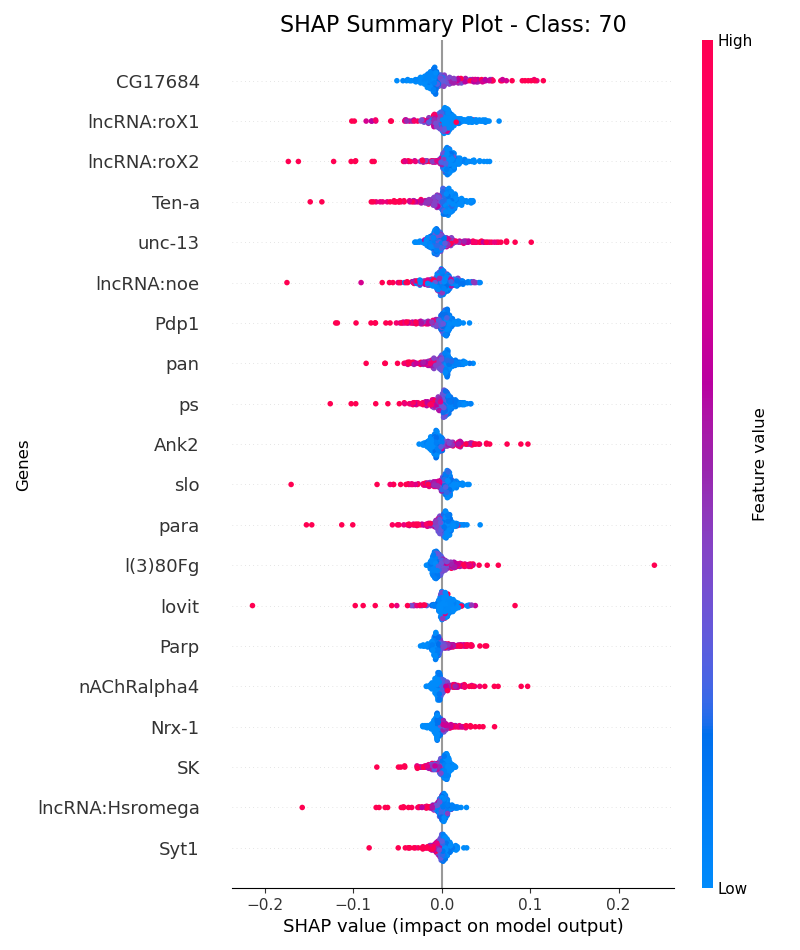 SHAP Summary Plot - Class: 70
High
CG17684
lncRNA:roX1
lncRNA:roX2
Ten-a
unc-13
lncRNA:noe
Pdp1
pan
ps
Ank2
slo
para
l(3)80Fg
lovit
Parp
nAChRalpha4
Nrx-1
SK
lncRNA:Hsromega
Syt1
Genes
Feature value
Low
−0.2
−0.1
0.0
0.1
0.2
SHAP value (impact on model output)